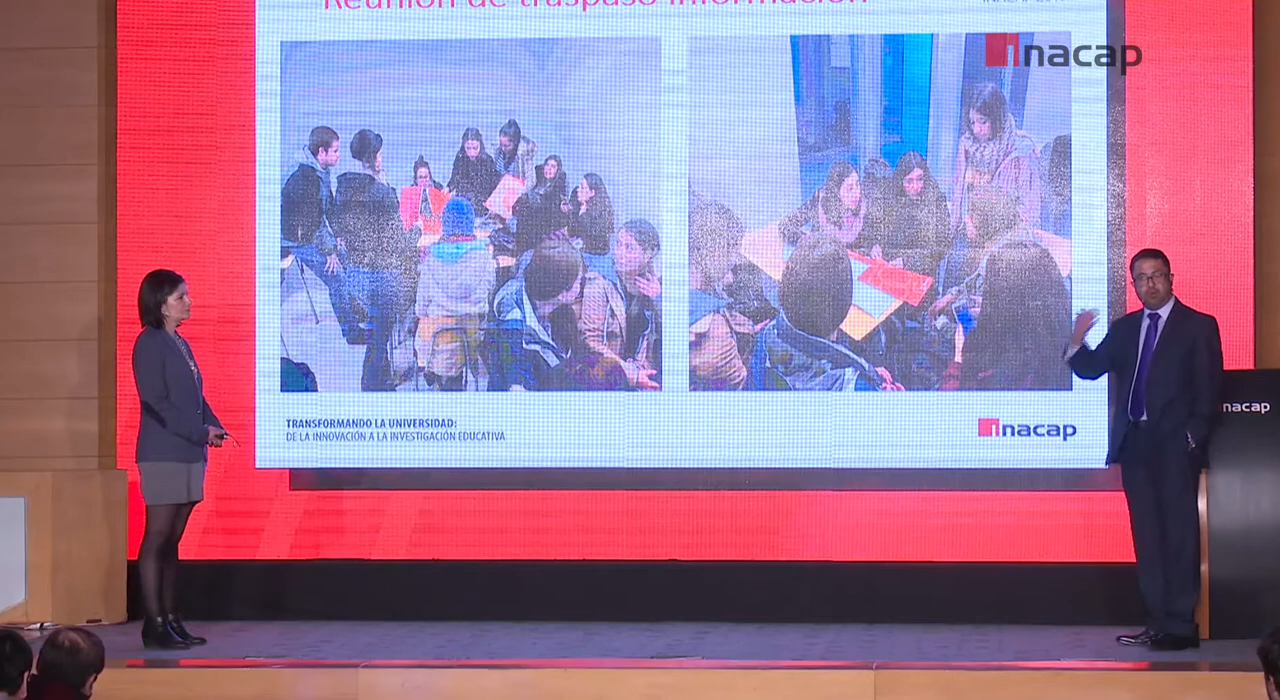 Reunión de traspaso información
inacap
TRANSFORMANDO LA UNIVERSIDAD:
DE LA INNOVACIÓN A LA INVESTIGACIÓN EDUCATIVA
inacap
inacap